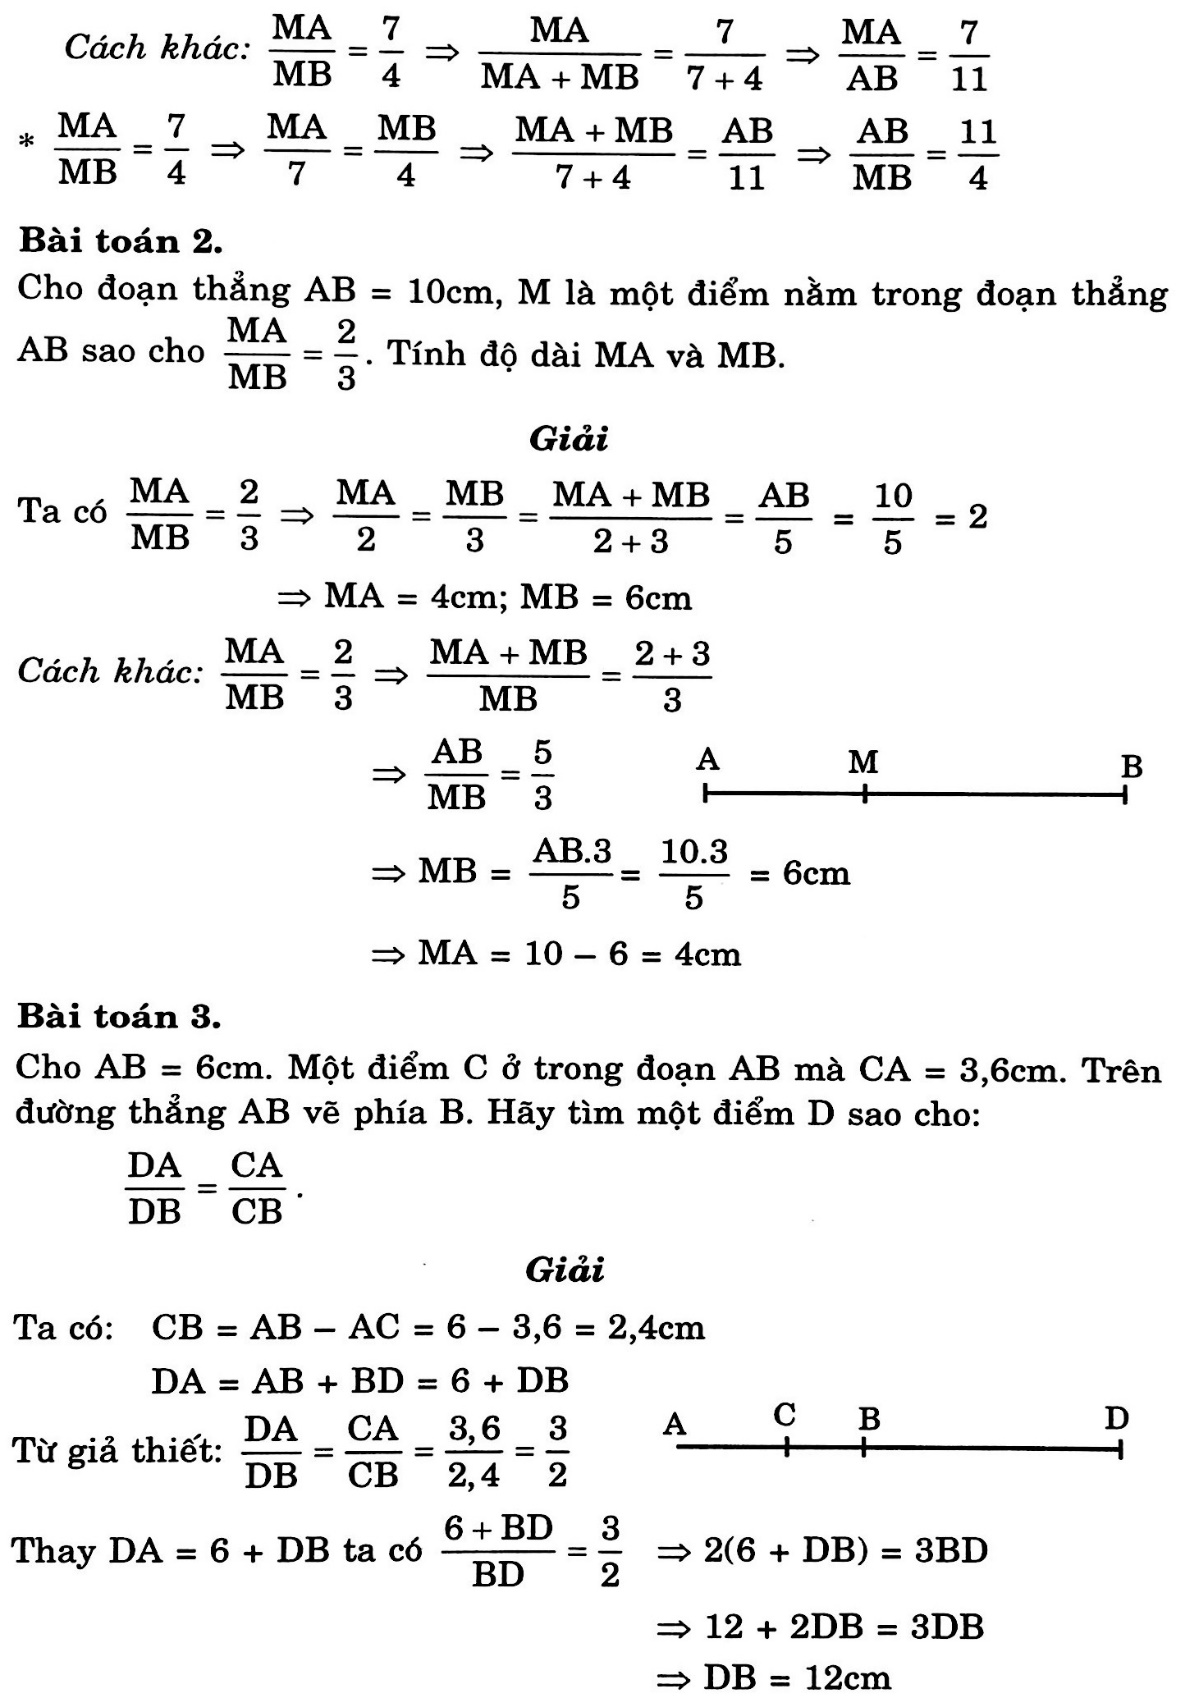 Cách khác: MA/MB = 7/4 ⇒ MA/(MA + MB) = 7/(7 + 4) ⇒ MA/AB = 7/11
* MA/MB = 7/4 ⇒ MA/7 = MB/4 ⇒ (MA + MB)/(7 + 4) = AB/11 ⇒ AB/MB = 11/4
Bài toán 2.
Cho đoạn thẳng AB = 10cm, M là một điểm nằm trong đoạn thẳng
AB sao cho MA/MB = 2/3. Tính độ dài MA và MB.
Giải
Ta có MA/MB = 2/3 ⇒ MA/2 = MB/3 = (MA + MB)/(2 + 3) = AB/5 = 10/5 = 2
⇒ MA = 4cm; MB = 6cm
Cách khác: MA/MB = 2/3 ⇒ (MA + MB)/MB = (2 + 3)/3
⇒ AB/MB = 5/3
A M B
⇒ MB = AB.3/5 = 10.3/5 = 6cm
⇒ MA = 10 – 6 = 4cm
Bài toán 3.
Cho AB = 6cm. Một điểm C ở trong đoạn AB mà CA = 3,6cm. Trên
đường thẳng AB vẽ phía B. Hãy tìm một điểm D sao cho:
DA/DB = CA/CB.
Giải
Ta có: CB = AB – AC = 6 – 3,6 = 2,4cm
DA = AB + BD = 6 + DB
A C B D
Từ giả thiết: DA/DB = CA/CB = 3,6/2,4 = 3/2
Thay DA = 6 + DB ta có (6 + BD)/BD = 3/2 ⇒ 2(6 + DB) = 3BD
⇒ 12 + 2DB = 3DB
⇒ DB = 12cm